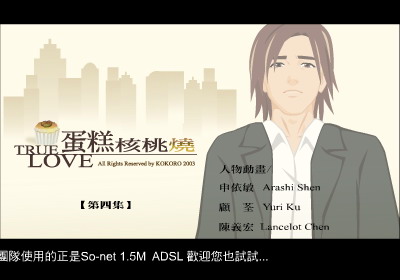 蛋糕核桃燒
TRUE LOVE
All Rights Reserved by KOKORO 2003
【第四集】
人物動畫/
申依敏 Arashi Shen
顧 荃 Yuri Ku
陳義宏 Lancelot Chen
團隊使用的正是So-net 1.5M ADSL 歡迎您也試試...